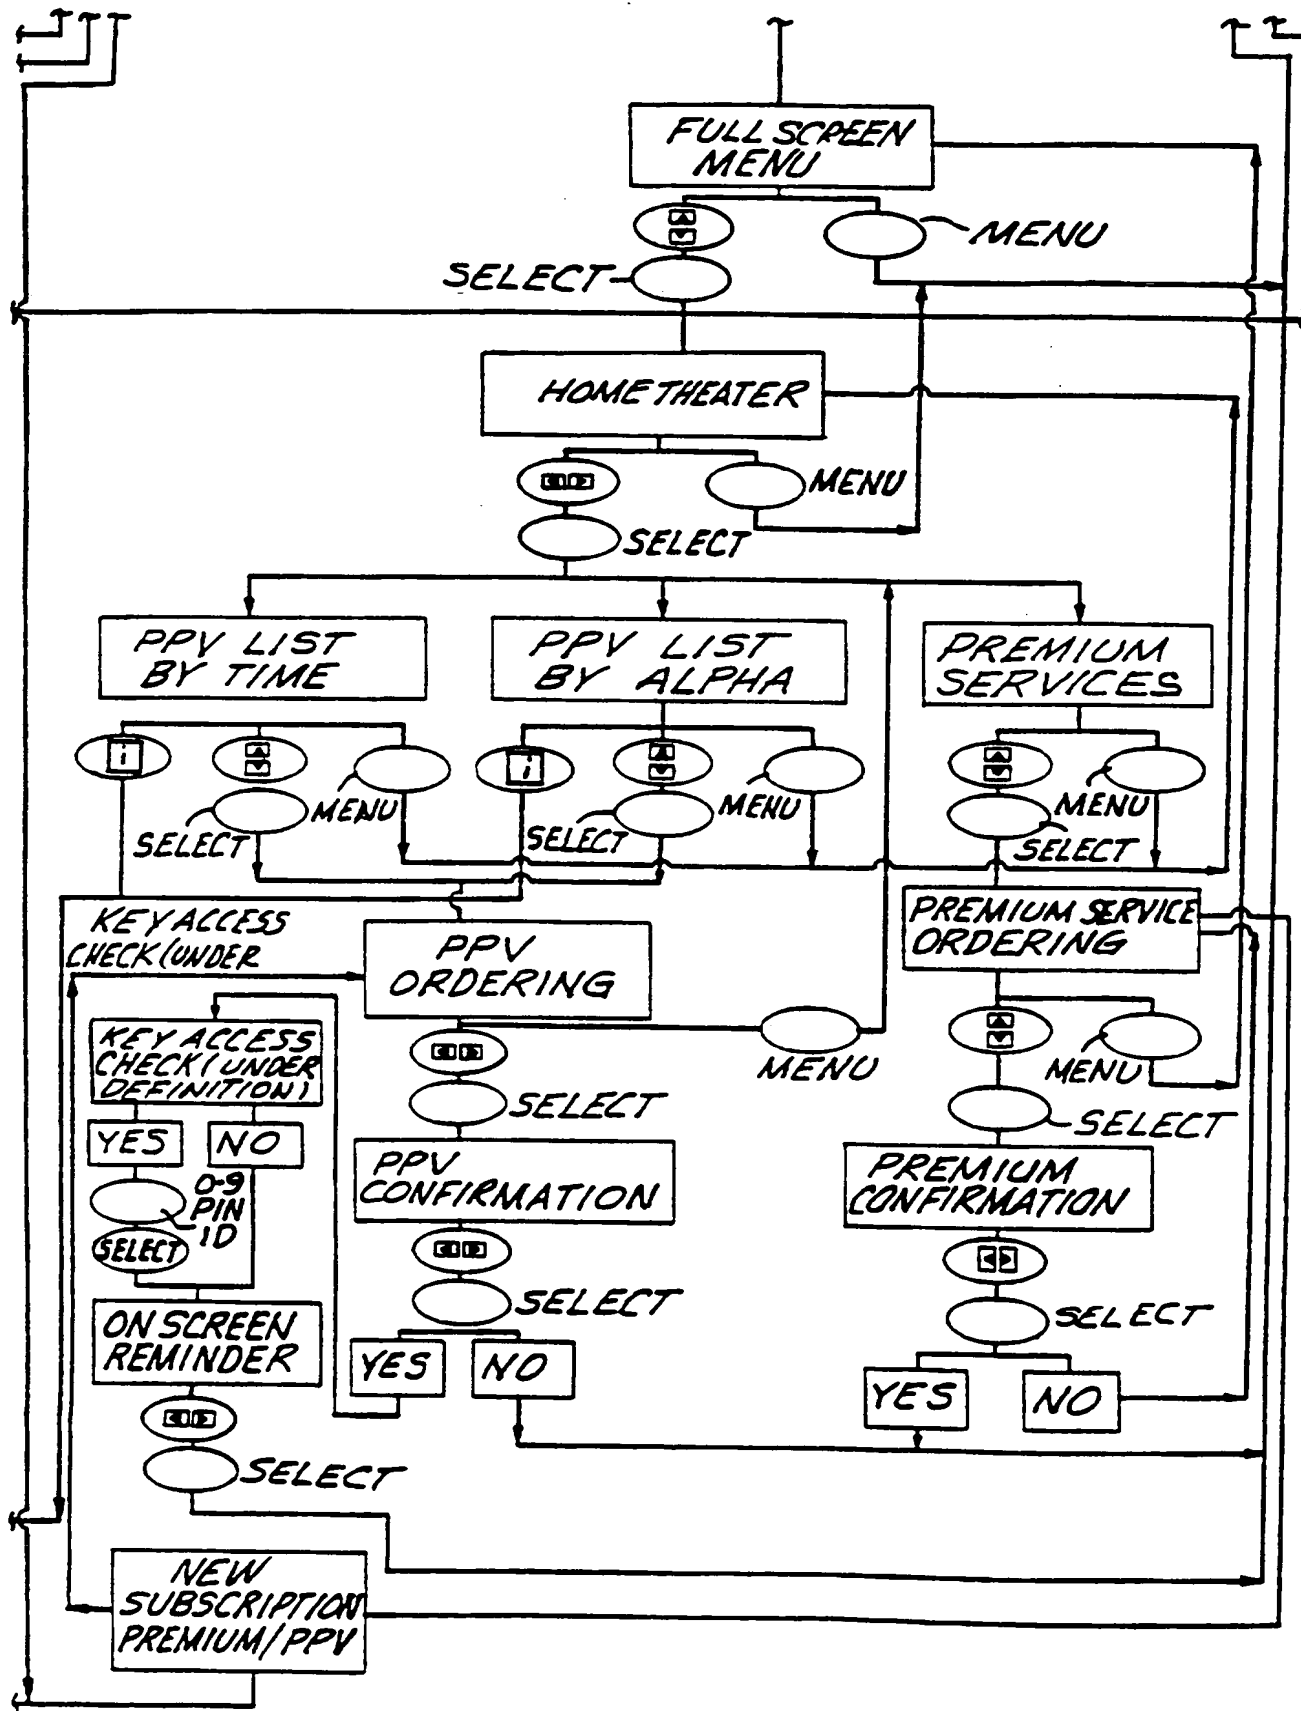 FULL SCREEN
MENU
MENU
SELECT
HOME THEATER
MENU
SELECT
PPV LIST
BY TIME
PPV LIST
BY ALPHA
PREMIUM
SERVICES
i
i
MENU
SELECT
MENU
SELECT
MENU
SELECT
KEY ACCESS
CHECK (UNDER
PPV
ORDERING
PREMIUM SERVICE
ORDERING
KEY ACCESS
CHECK (UNDER
DEFINITION)
MENU
MENU
SELECT
SELECT
YES
NO
PPV
CONFIRMATION
PREMIUM
CONFIRMATION
0-9
PIN
ID
SELECT
SELECT
SELECT
ON SCREEN
REMINDER
YES
NO
YES
NO
SELECT
NEW
SUBSCRIPTION
PREMIUM/PPV